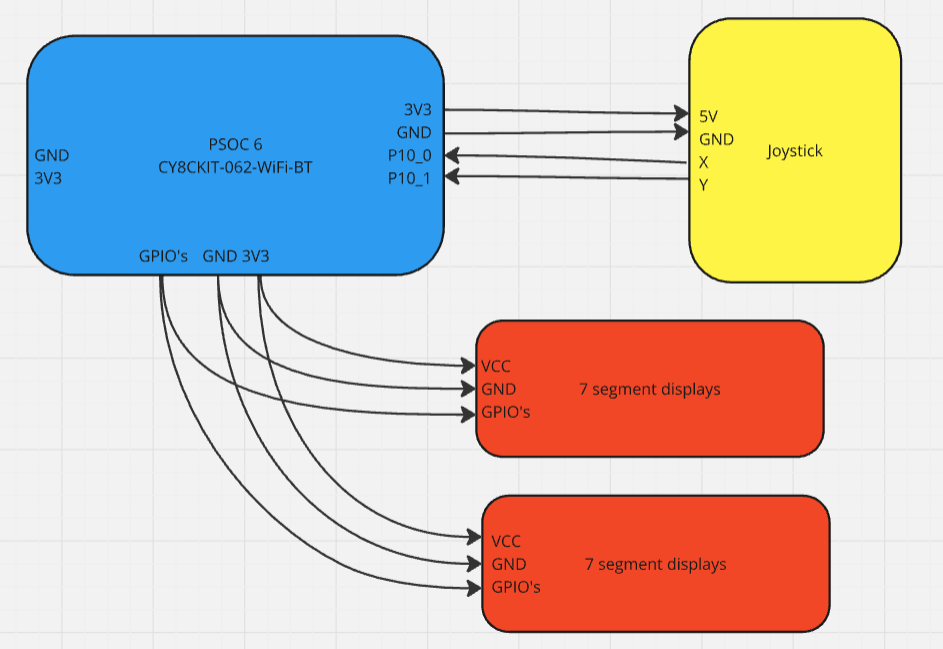 PSOC 6
CY8CKIT-062-WiFi-BT
GND
3V3
3V3
GND
P10_0
P10_1
GPIO's GND 3V3
5V
GND
X
Y
Joystick
VCC
GND
GPIO's
7 segment displays
VCC
GND
GPIO's
7 segment displays